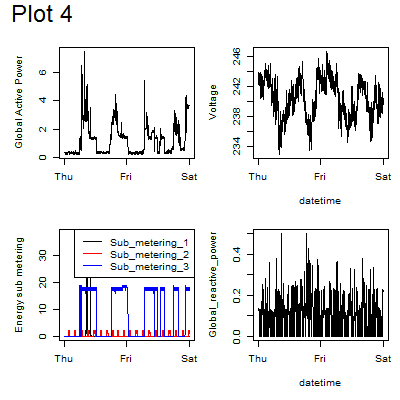 Plot 4
Global Active Power
0 2 4 6
Thu Fri Sat
Voltage
234 238 242 246
Thu Fri Sat
datetime
Energy sub metering
0 10 20 30
Sub_metering_1
Sub_metering_2
Sub_metering_3
Thu Fri Sat
Global_reactive_power
0.0 0.2 0.4
Thu Fri Sat
datetime